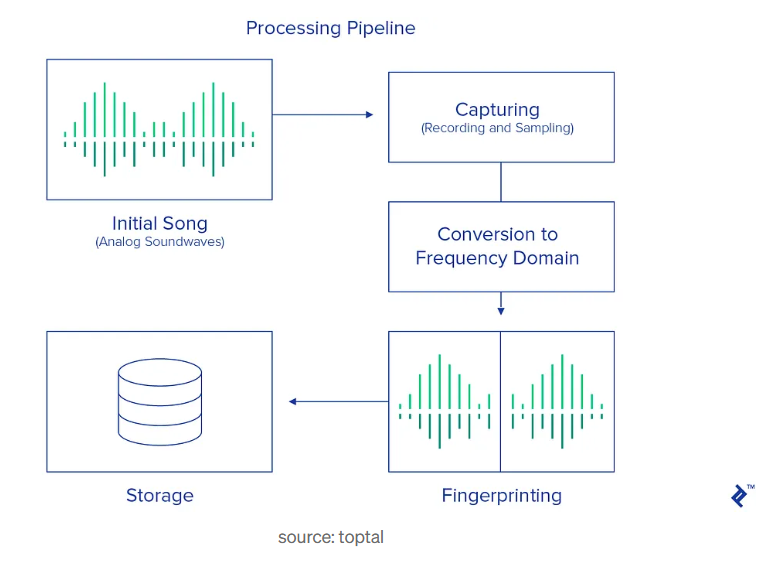 Processing Pipeline
Initial Song
(Analog Soundwaves)
Capturing
(Recording and Sampling)
Conversion to
Frequency Domain
Fingerprinting
Storage
TM
source: toptal